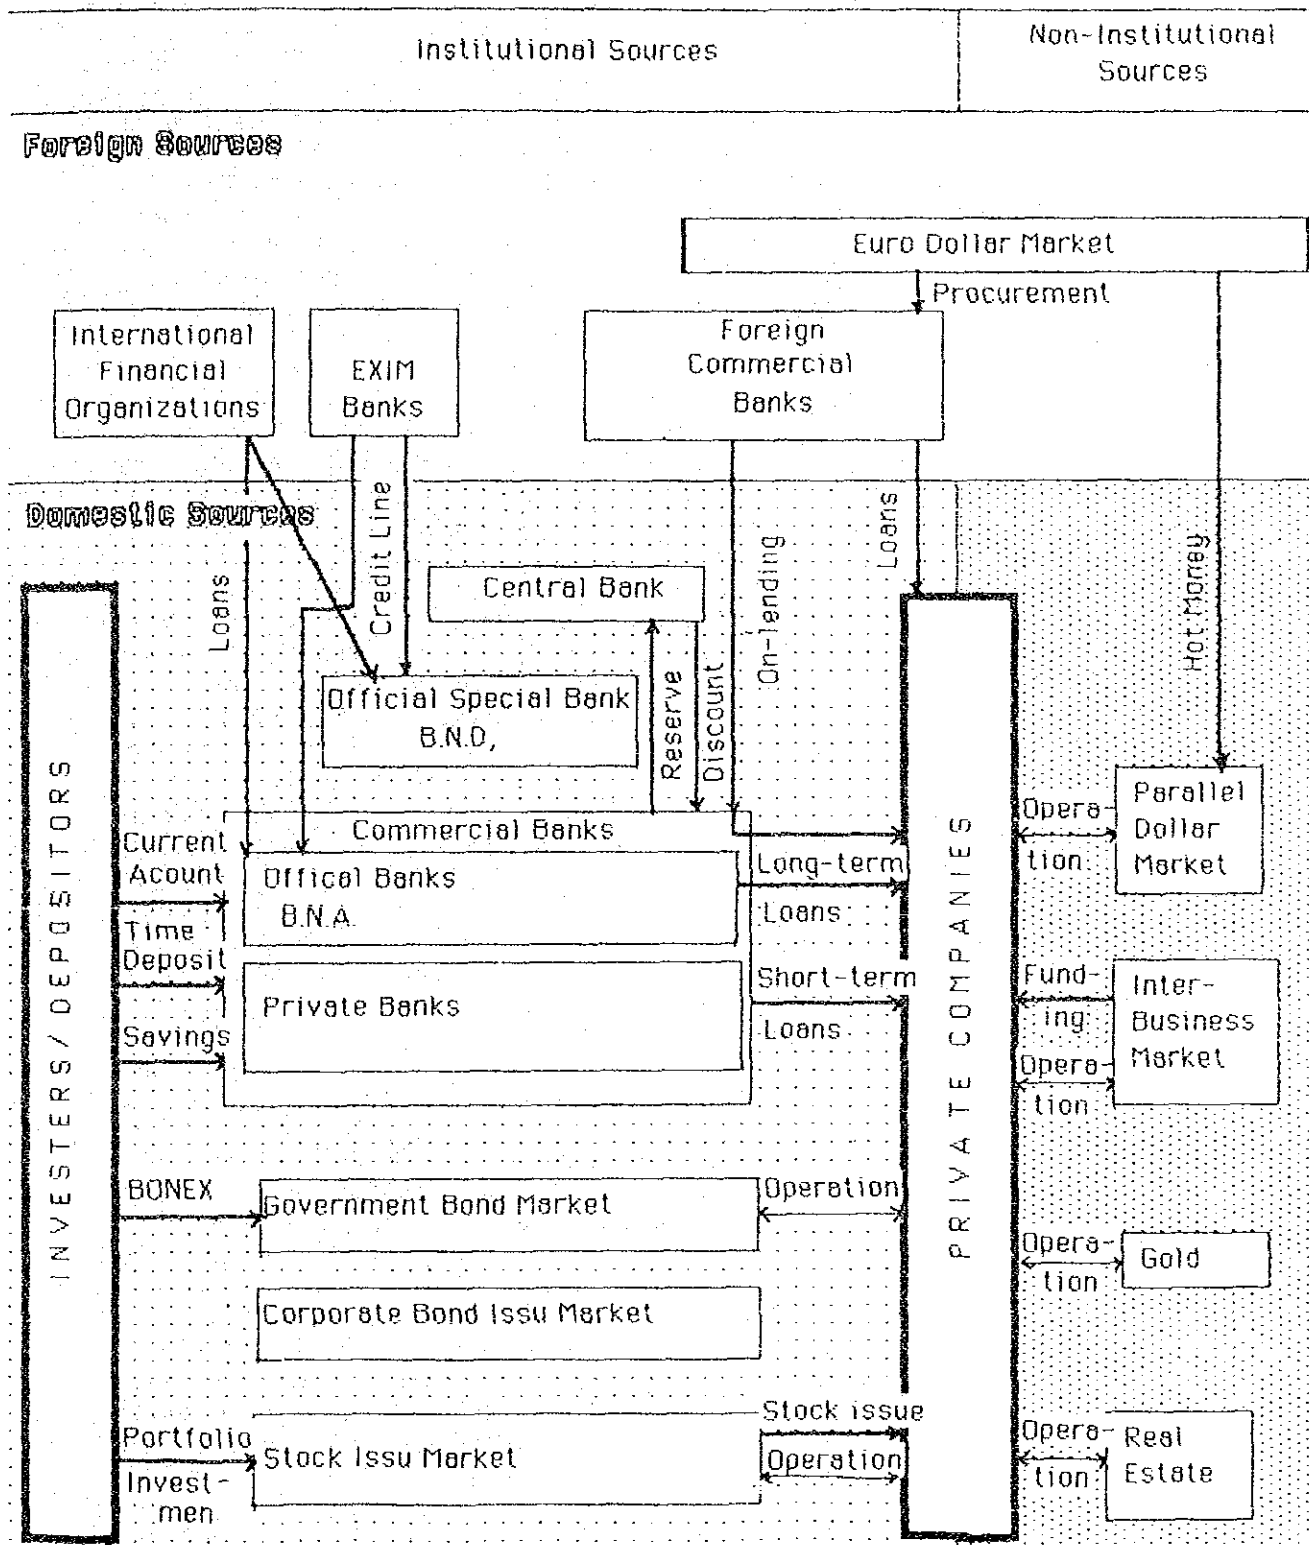 Institutional Sources
Non-Institutional
Sources
Foreign Sources
Euro Dollar Market
Procurement
International
Financial
Organizations
EXIM
Banks
Foreign
Commercial
Banks
Domestic Sources
Loans
Credit Line
Central Bank
On-lending
Loans
Hot Money
Official Special Bank
B.N.D,
Reserve
Discount
INVESTERS/DEPOSITORS
PRIVATE COMPANIES
Current
Acount
Time
Deposit
Savings
Commercial Banks
Offical Banks
B.N.A.
Private Banks
Long-term
Loans
Short-term
Loans
Opera-
tion
Parallel
Dollar
Market
Fund-
ing
Opera-
tion
Inter-
Business
Market
BONEX
Government Bond Market
Operation
Opera-
tion
Gold
Corporate Bond Issu Market
Portfolio
Invest-
men
Stock Issu Market
Stock issue
Operation
Opera-
tion
Real
Estate